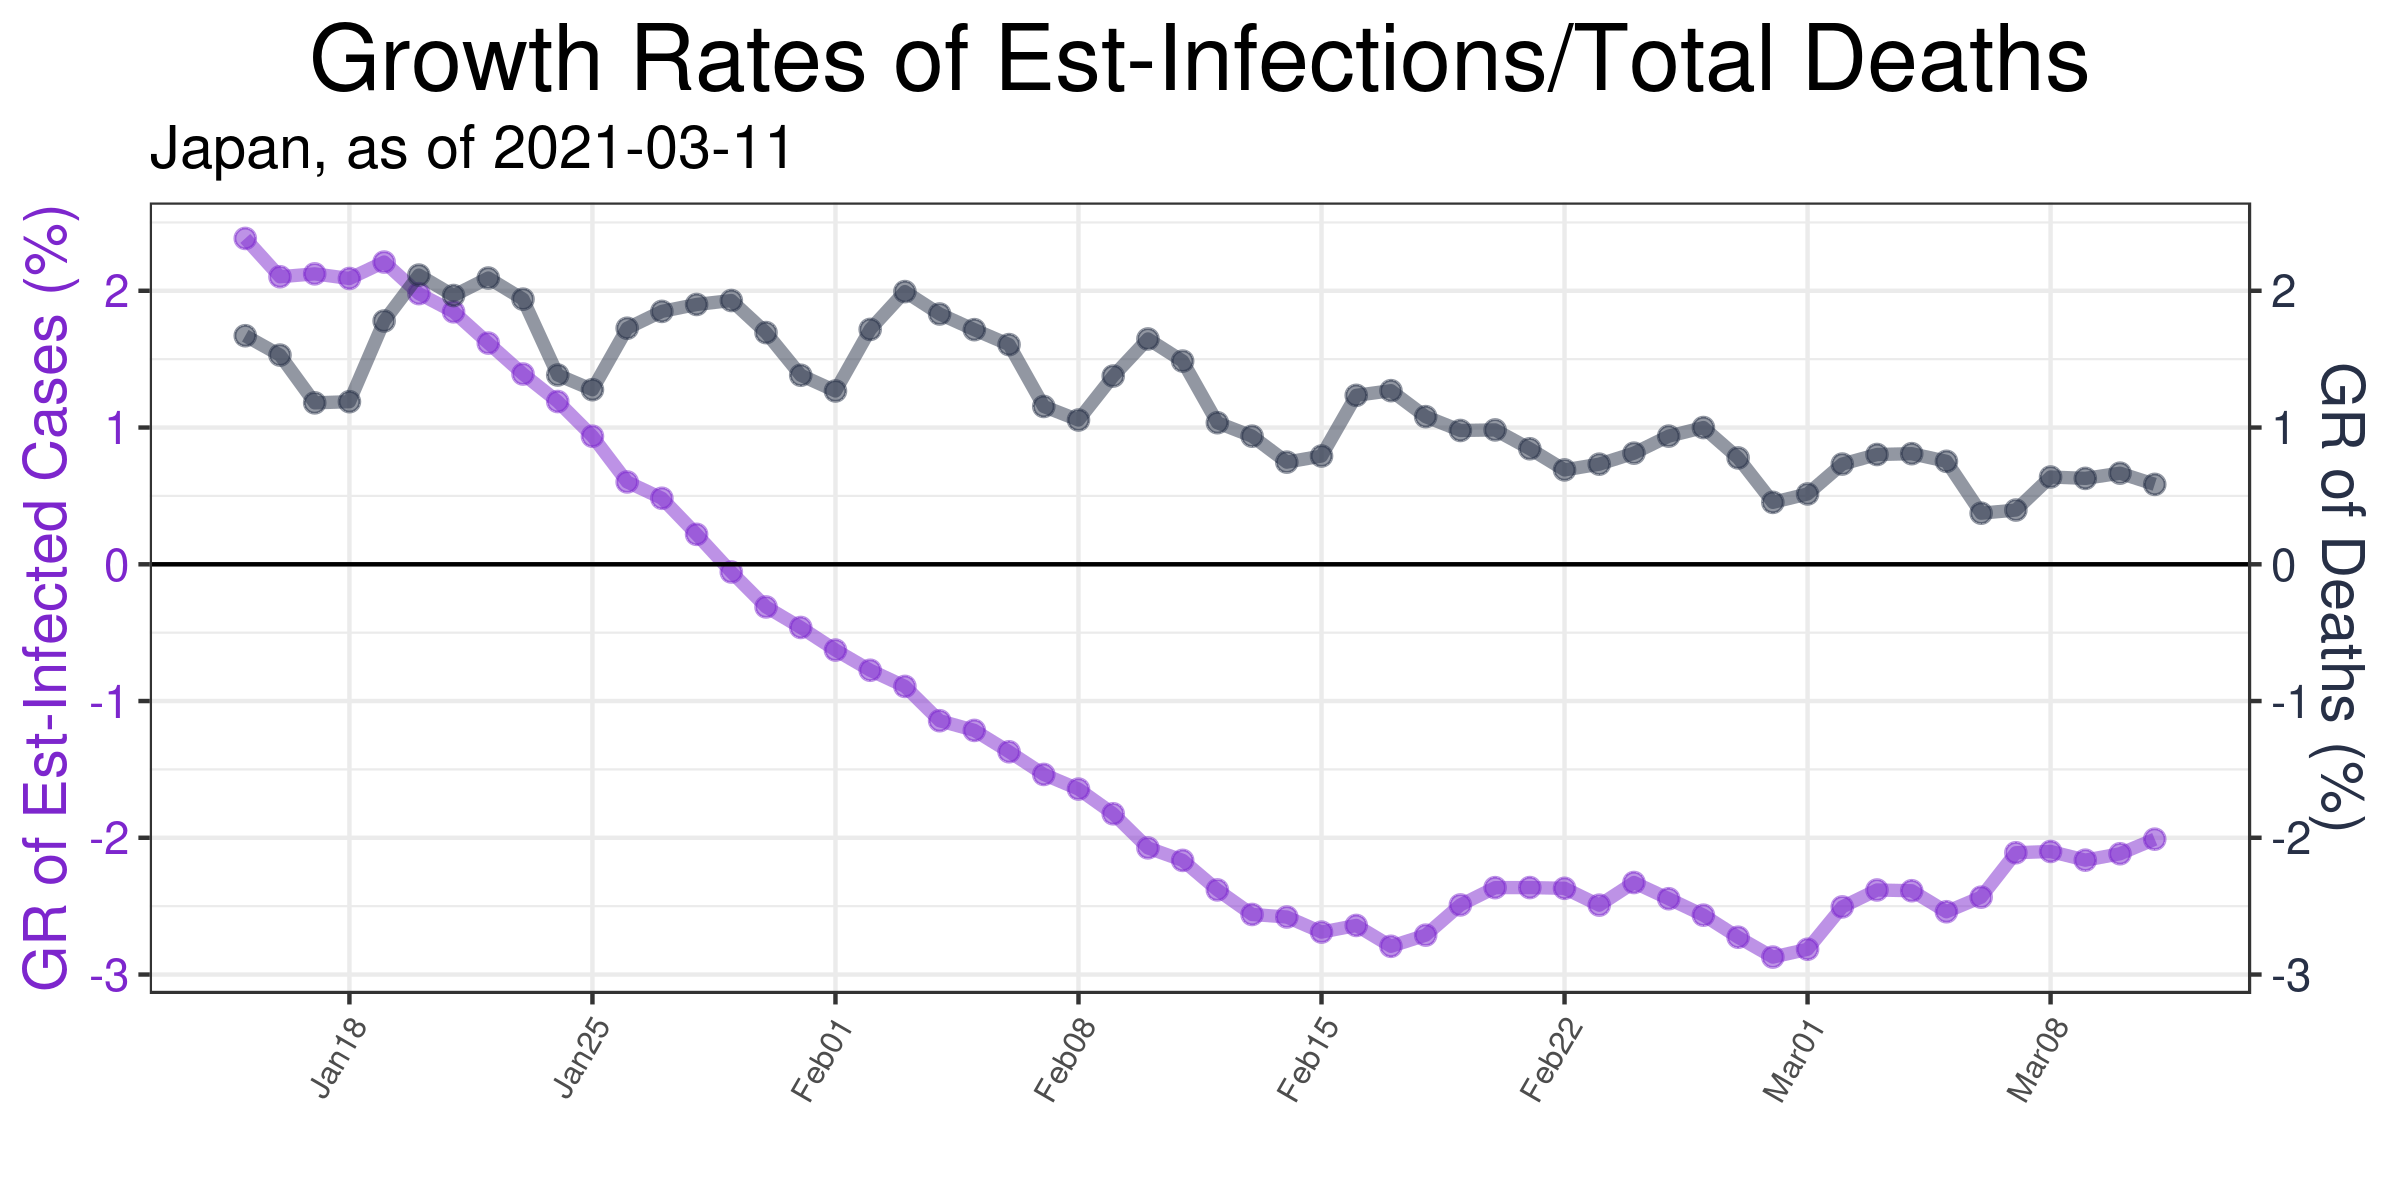 Growth Rates of Est-Infections/Total Deaths
Japan, as of 2021-03-11
GR of Est-Infected Cases (%)
2
1
0
-1
-2
-3
2
1
0
-1
-2
-3
GR of Deaths (%)
Jan18
Jan25
Feb01
Feb08
Feb15
Feb22
Mar01
Mar08